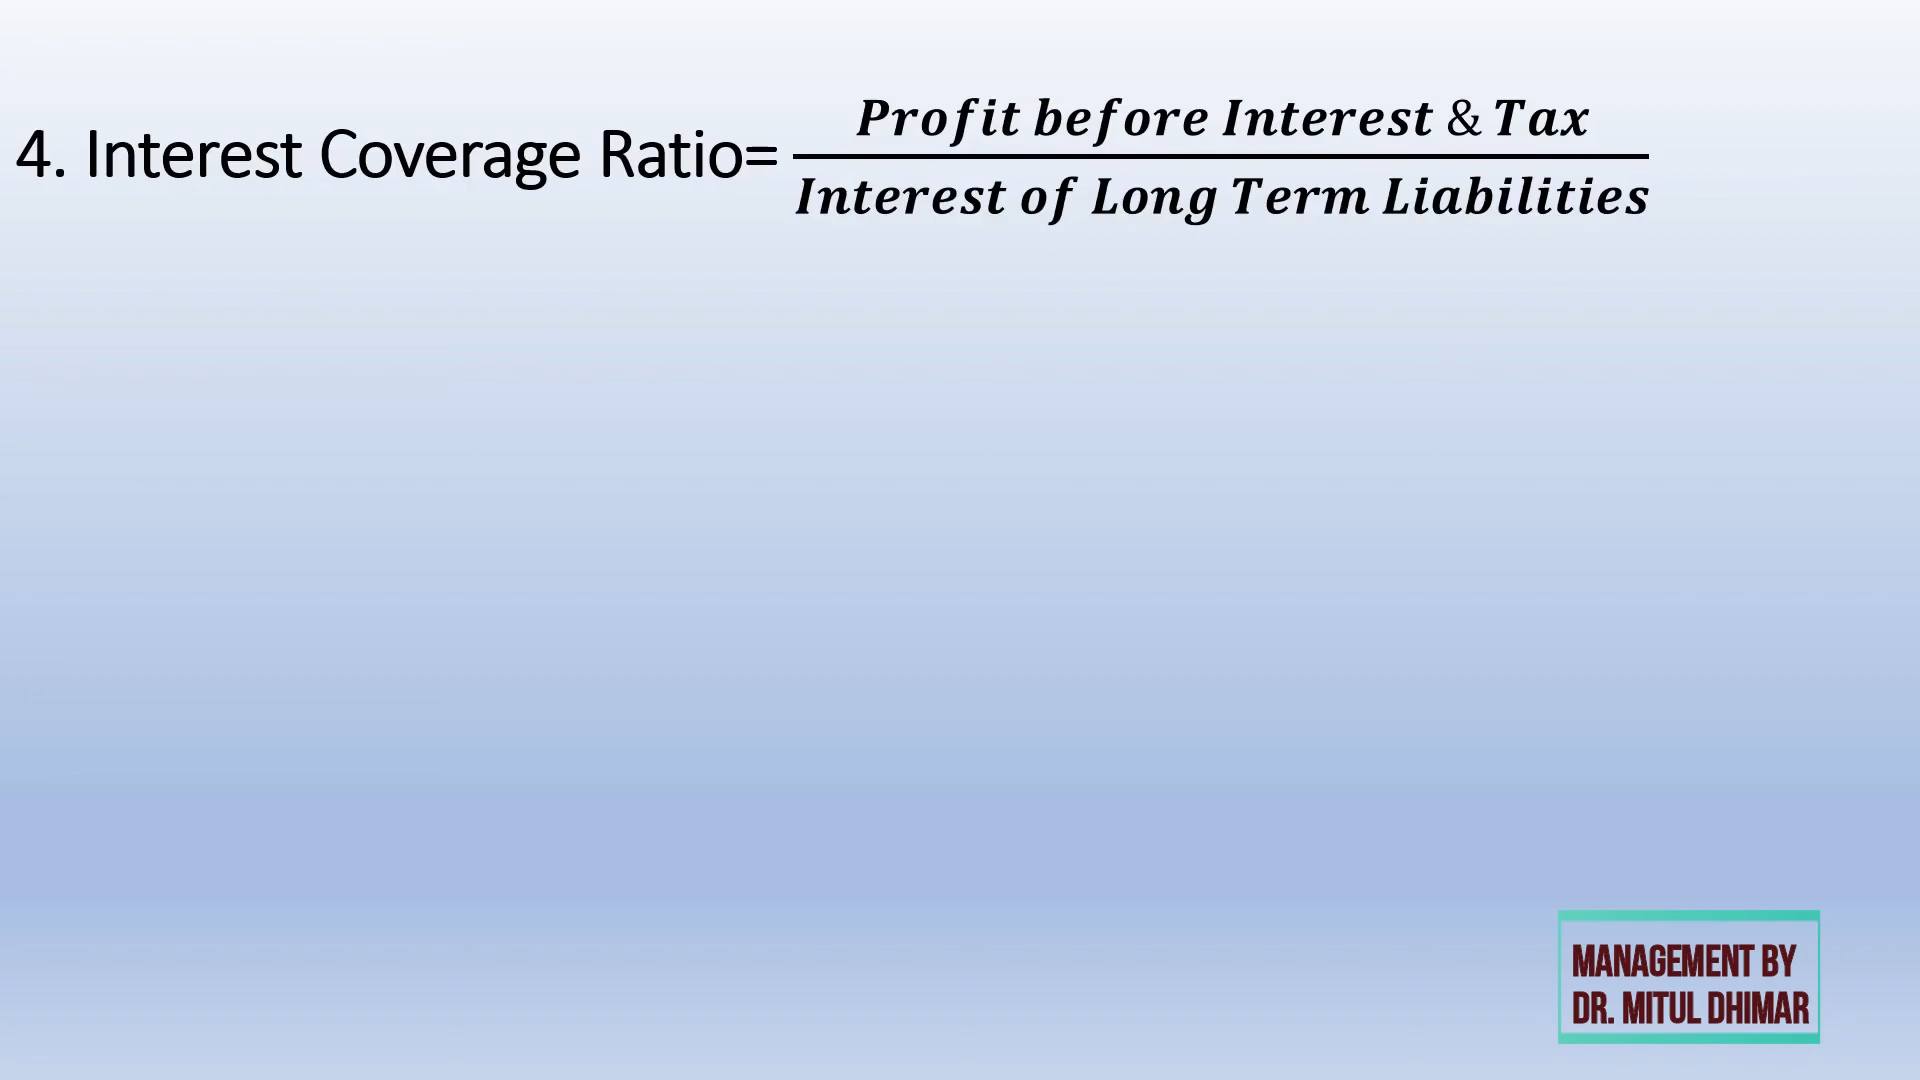 4. Interest Coverage Ratio= Profit before Interest & Tax
Interest of Long Term Liabilities
MANAGEMENT BY
DR. MITUL DHIMAR